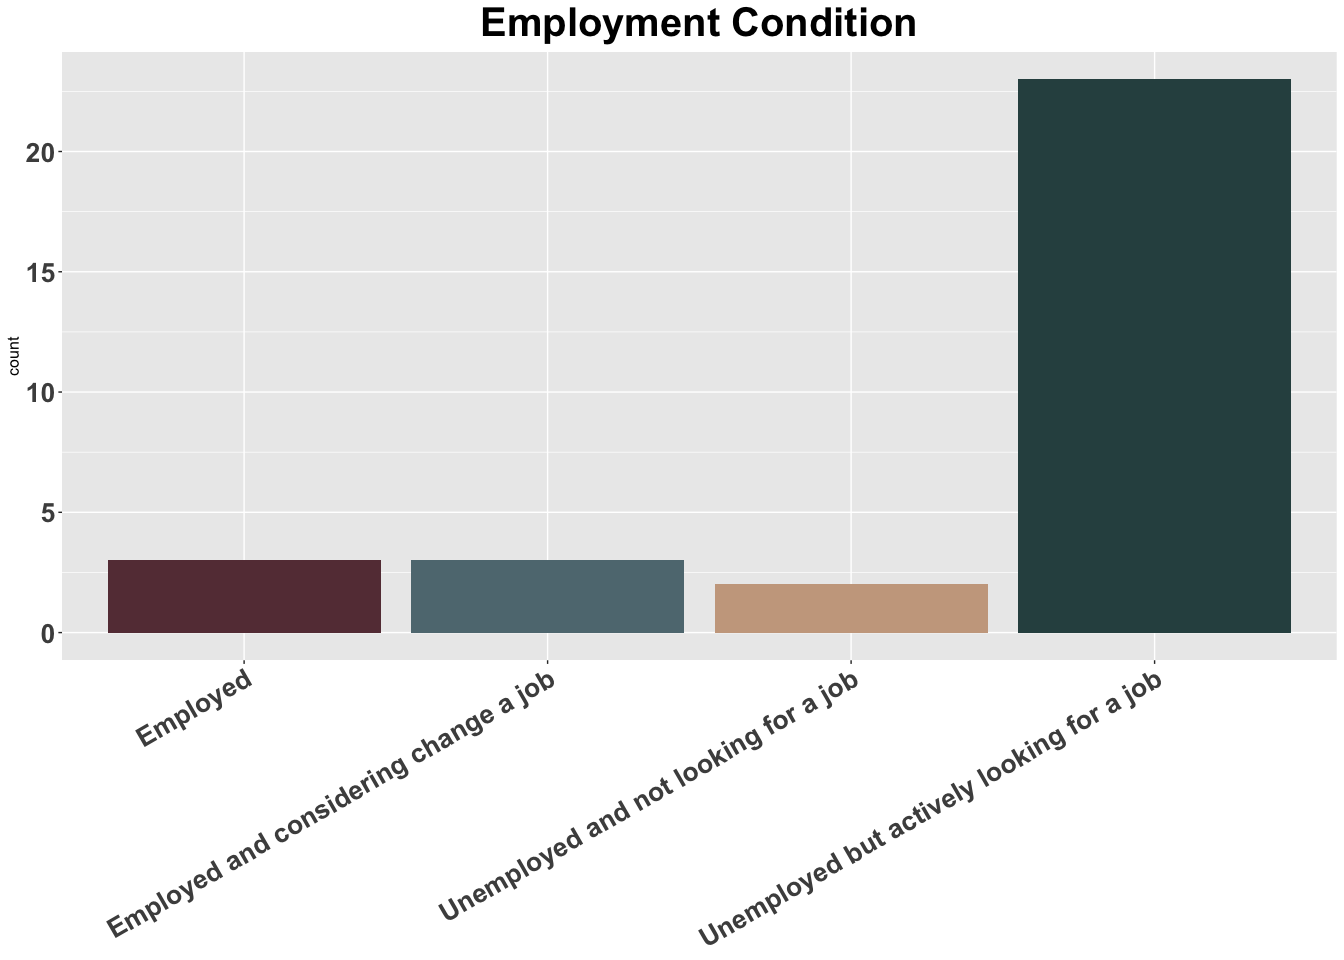 Employment Condition
count
20
15
10
5
0
Employed
Employed and considering change a job
Unemployed and not looking for a job
Unemployed but actively looking for a job